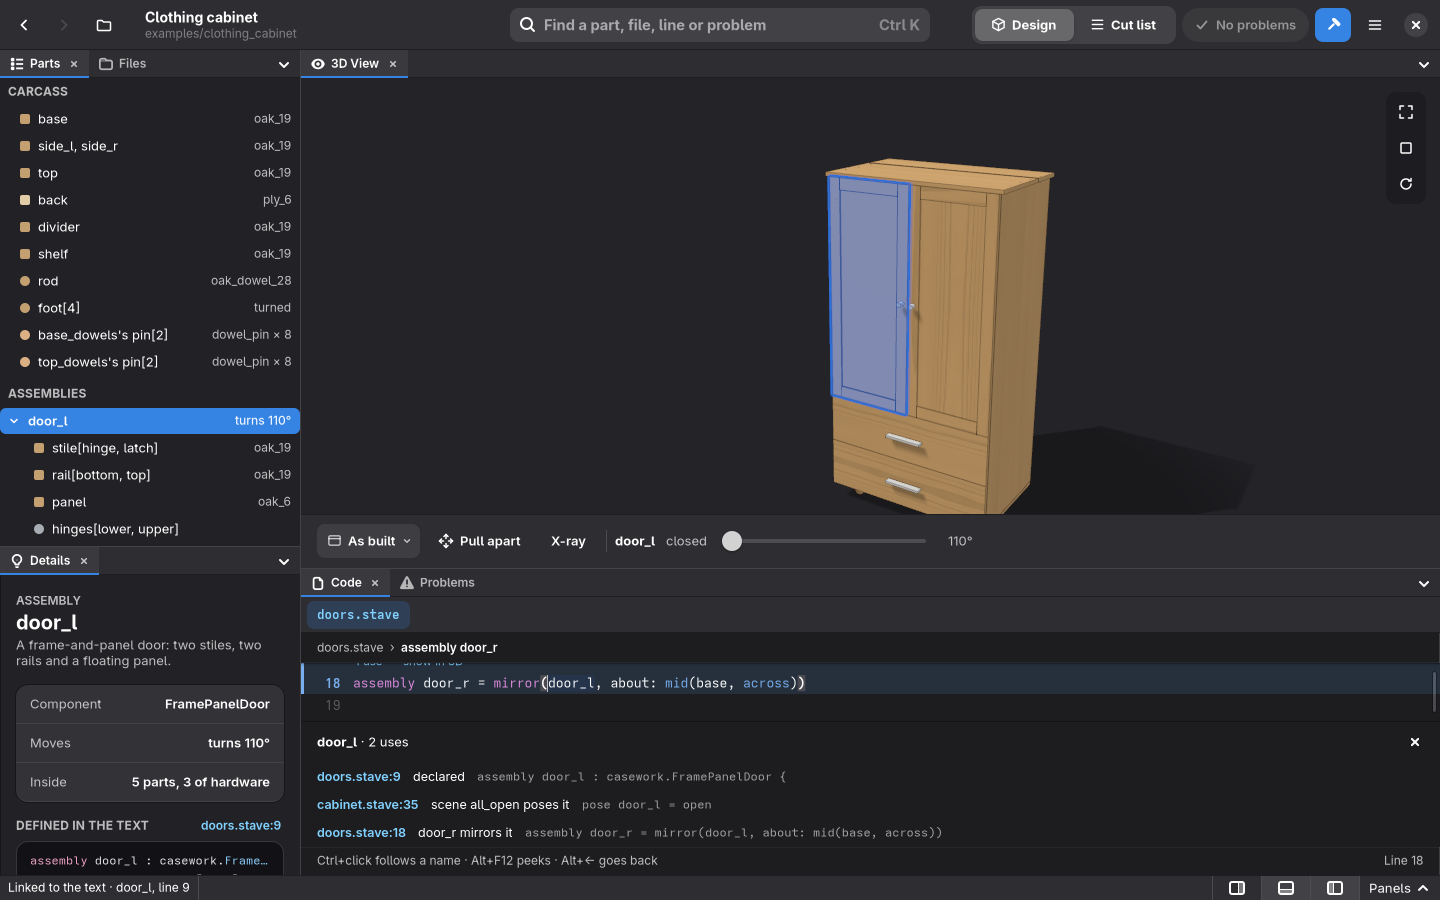 Clothing cabinet
examples/clothing_cabinet
Find a part, file, line or problem Ctrl K
Design
Cut list
No problems
Parts
Files
3D View
CARCASS
base oak_19
side_l, side_r oak_19
top oak_19
back ply_6
divider oak_19
shelf oak_19
rod oak_dowel_28
foot[4] turned
base_dowels's pin[2] dowel_pin × 8
top_dowels's pin[2] dowel_pin × 8
ASSEMBLIES
door_l turns 110°
stile[hinge, latch] oak_19
rail[bottom, top] oak_19
panel oak_6
hinges[lower, upper]
As built
Pull apart
X-ray
door_l closed 110°
Details
ASSEMBLY
door_l
A frame-and-panel door: two stiles, two
rails and a floating panel.
Component FramePanelDoor
Moves turns 110°
Inside 5 parts, 3 of hardware
DEFINED IN THE TEXT doors.stave:9
assembly door_l : casework.Frame…
Code
Problems
doors.stave
doors.stave › assembly door_r
18 assembly door_r = mirror(door_l, about: mid(base, across))
19
door_l · 2 uses
doors.stave:9 declared assembly door_l : casework.FramePanelDoor {
cabinet.stave:35 scene all_open poses it pose door_l = open
doors.stave:18 door_r mirrors it assembly door_r = mirror(door_l, about: mid(base, across))
Ctrl+click follows a name · Alt+F12 peeks · Alt+← goes back Line 18
Linked to the text · door_l, line 9
Panels